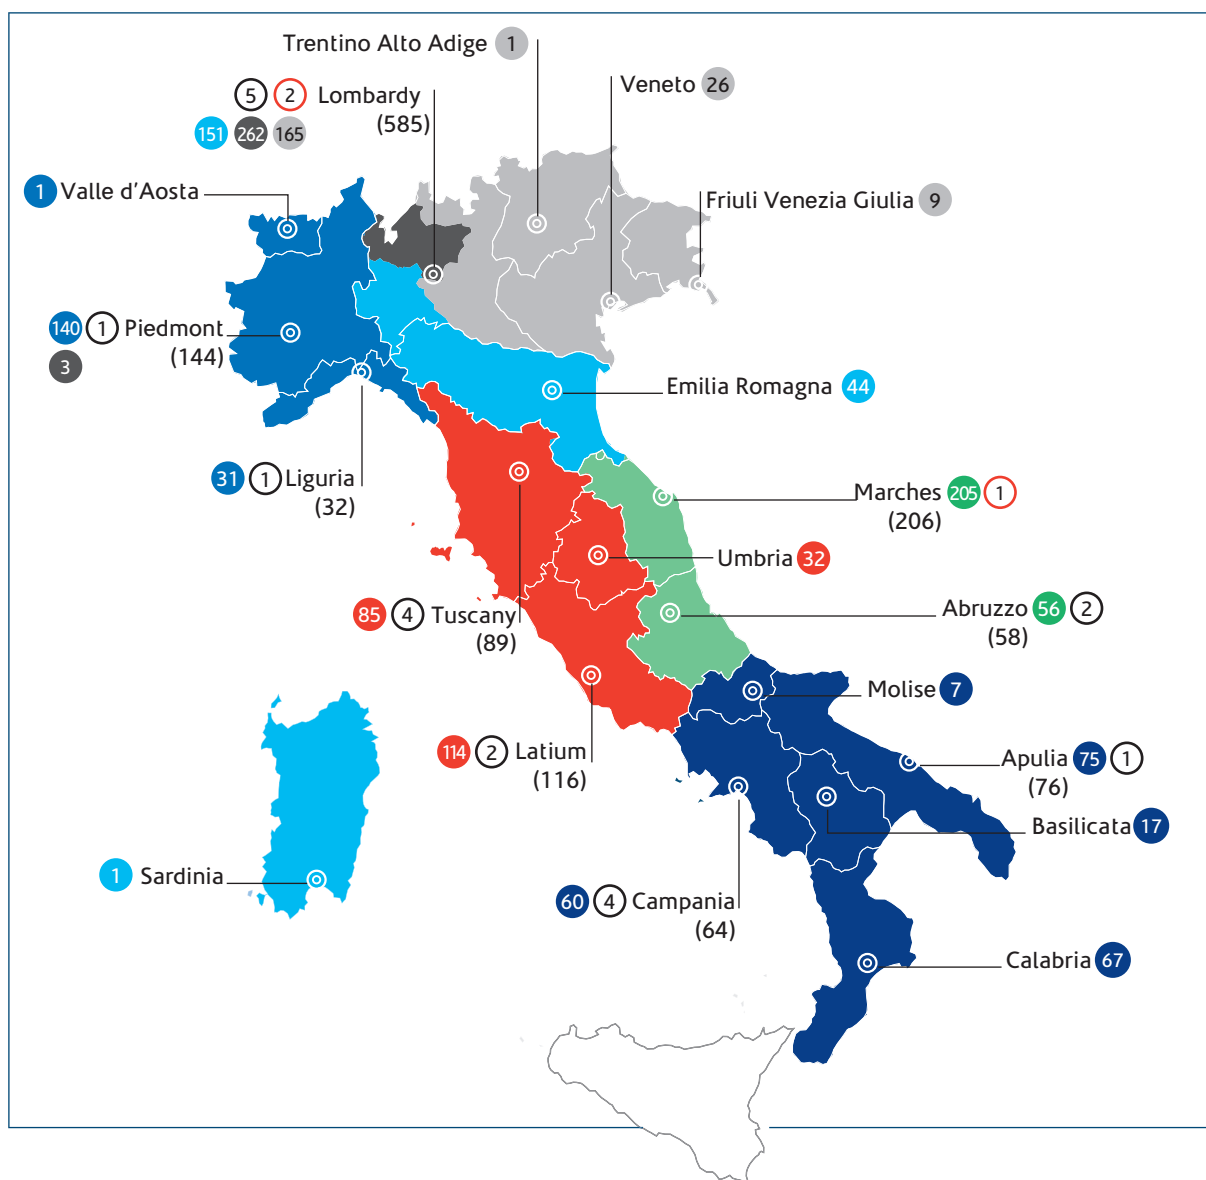 Trentino Alto Adige 1
Veneto 26
5 2 Lombardy
(585)
151 262 165
1 Valle d'Aosta
Friuli Venezia Giulia 9
140 1 Piedmont
(144)
3
Emilia Romagna 44
31 1 Liguria
(32)
Marches 205 1
(206)
Umbria 32
85 4 Tuscany
(89)
Abruzzo 56 2
(58)
Molise 7
114 2 Latium
(116)
Apulia 75 1
(76)
Basilicata 17
1 Sardinia
60 4 Campania
(64)
Calabria 67